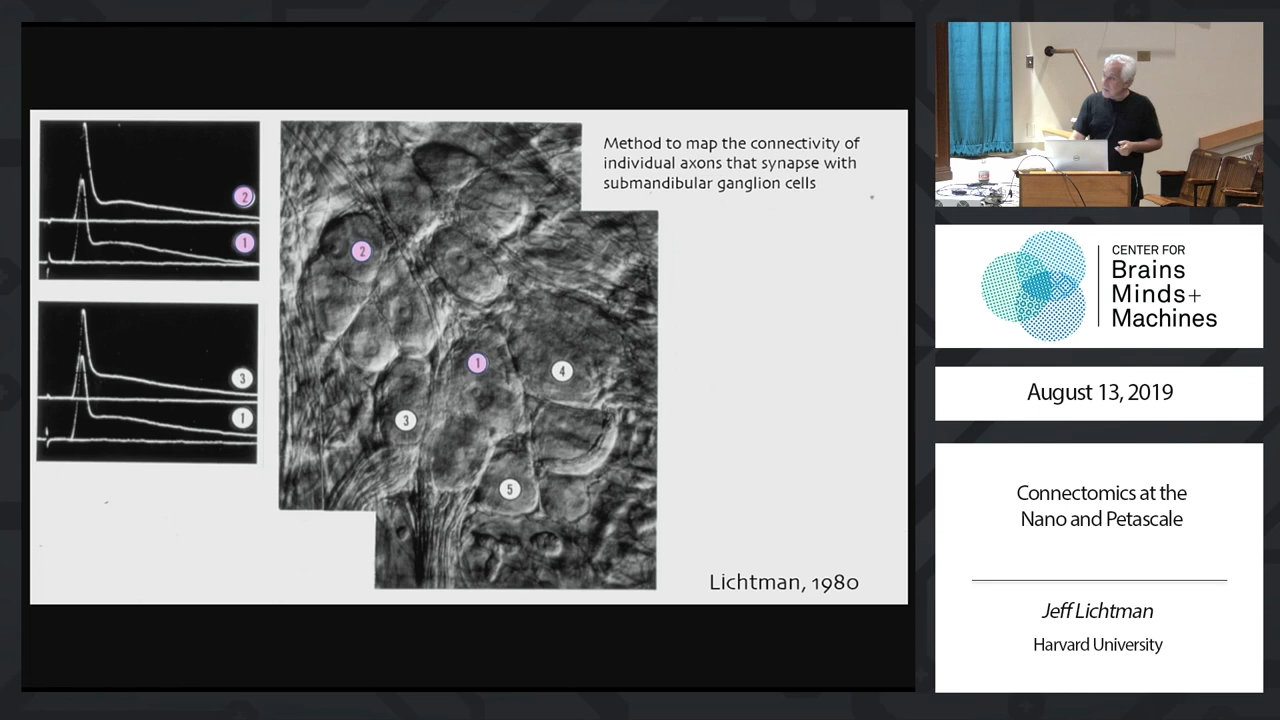 2
1
3
1
2
1
4
3
5
Method to map the connectivity of
individual axons that synapse with
submandibular ganglion cells
Lichtman, 1980
CENTER FOR
Brains
Minds+
Machines
August 13, 2019
Connectomics at the
Nano and Petascale
Jeff Lichtman
Harvard University